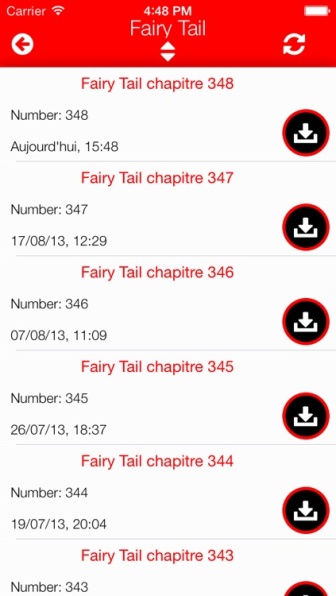 Carrier 4:48 PM
Fairy Tail
Fairy Tail chapitre 348
Number: 348
Aujourd'hui, 15:48
Fairy Tail chapitre 347
Number: 347
17/08/13, 12:29
Fairy Tail chapitre 346
Number: 346
07/08/13, 11:09
Fairy Tail chapitre 345
Number: 345
26/07/13, 18:37
Fairy Tail chapitre 344
Number: 344
19/07/13, 20:04
Fairy Tail chapitre 343
Number: 343